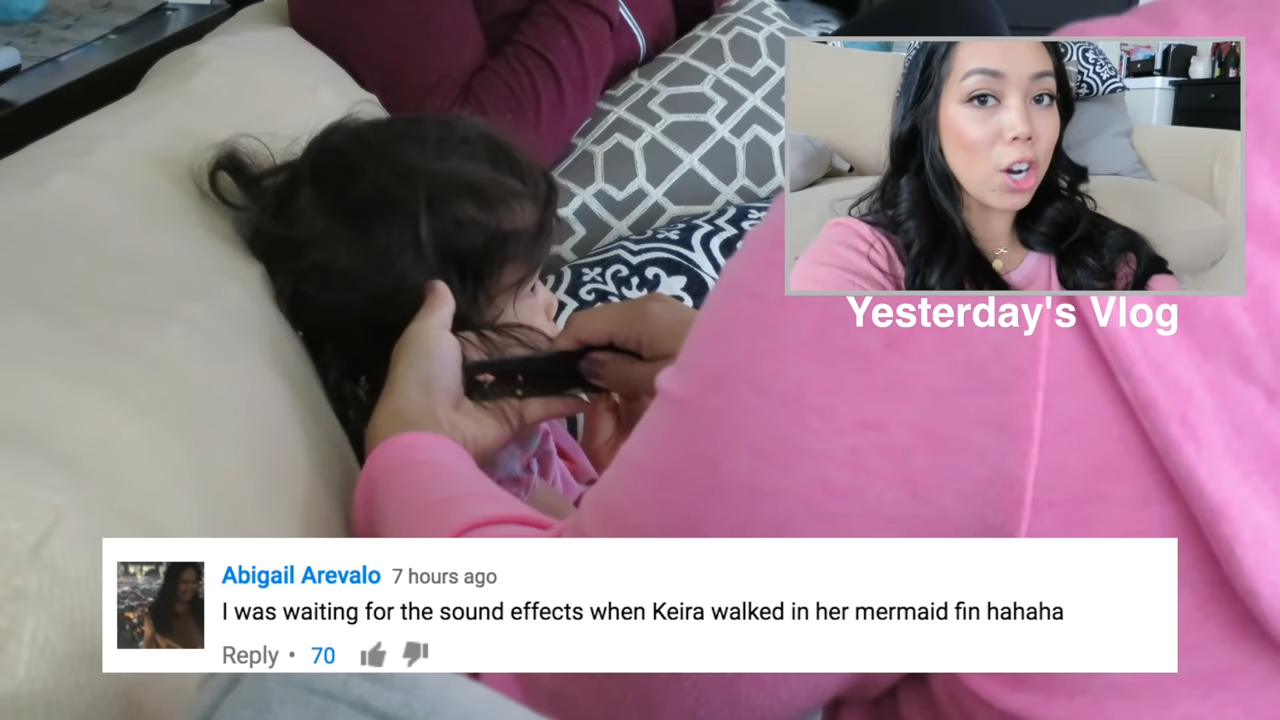 Yesterday's Vlog
Abigail Arevalo 7 hours ago
I was waiting for the sound effects when Keira walked in her mermaid fin hahaha
Reply • 70